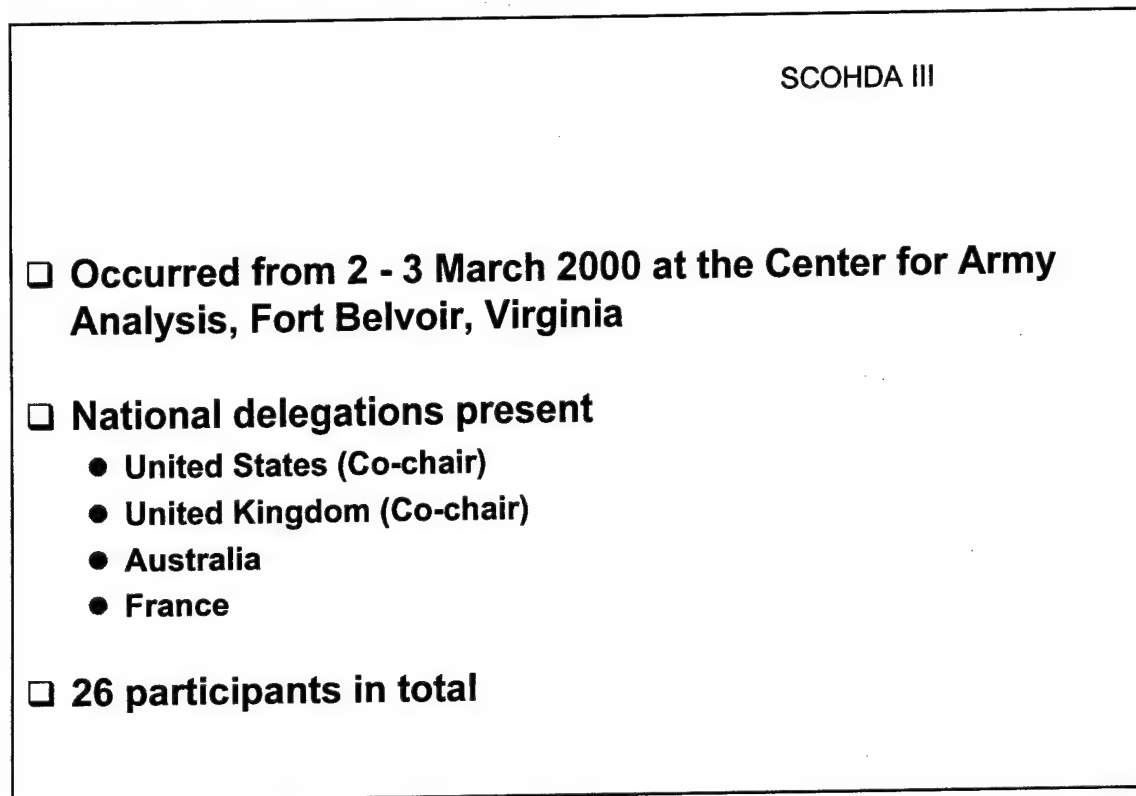 SCOHDA III
❑ Occurred from 2 - 3 March 2000 at the Center for Army
Analysis, Fort Belvoir, Virginia
❑ National delegations present
● United States (Co-chair)
● United Kingdom (Co-chair)
● Australia
● France
❑ 26 participants in total